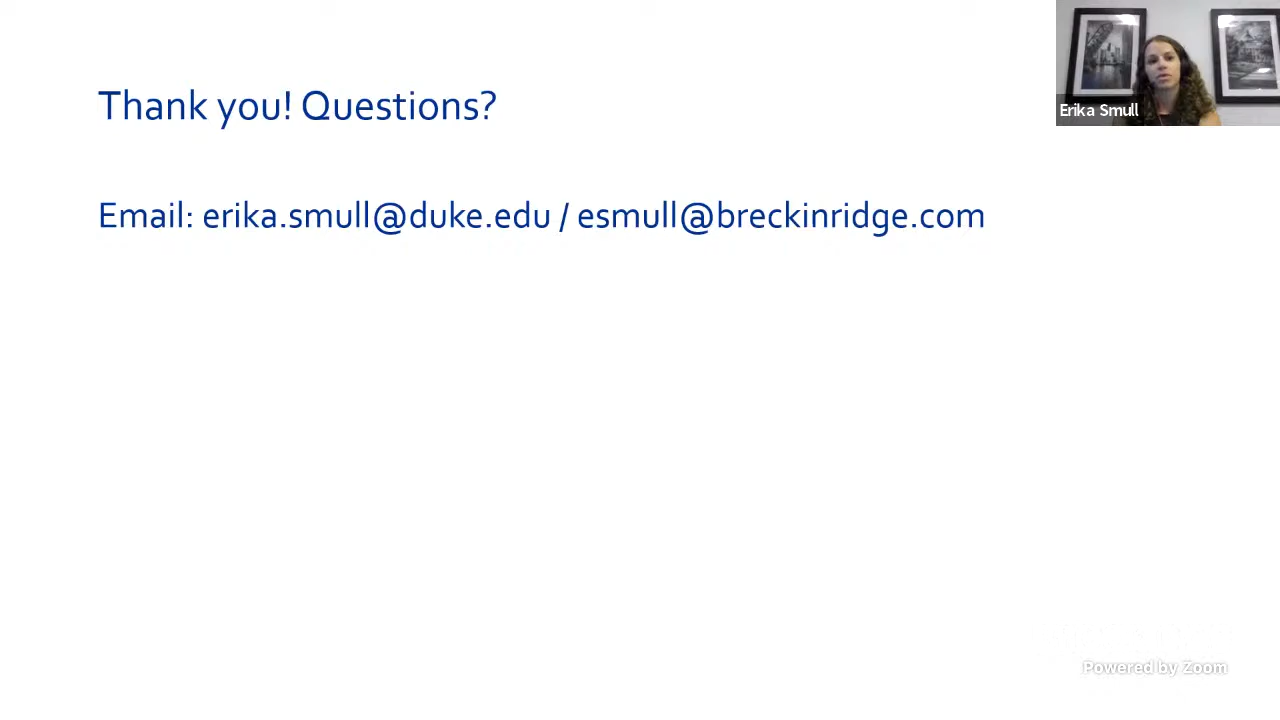 Thank you! Questions?
Erika Smull
Email: erika.smull@duke.edu / esmull@breckinridge.com
Powered by Zoom